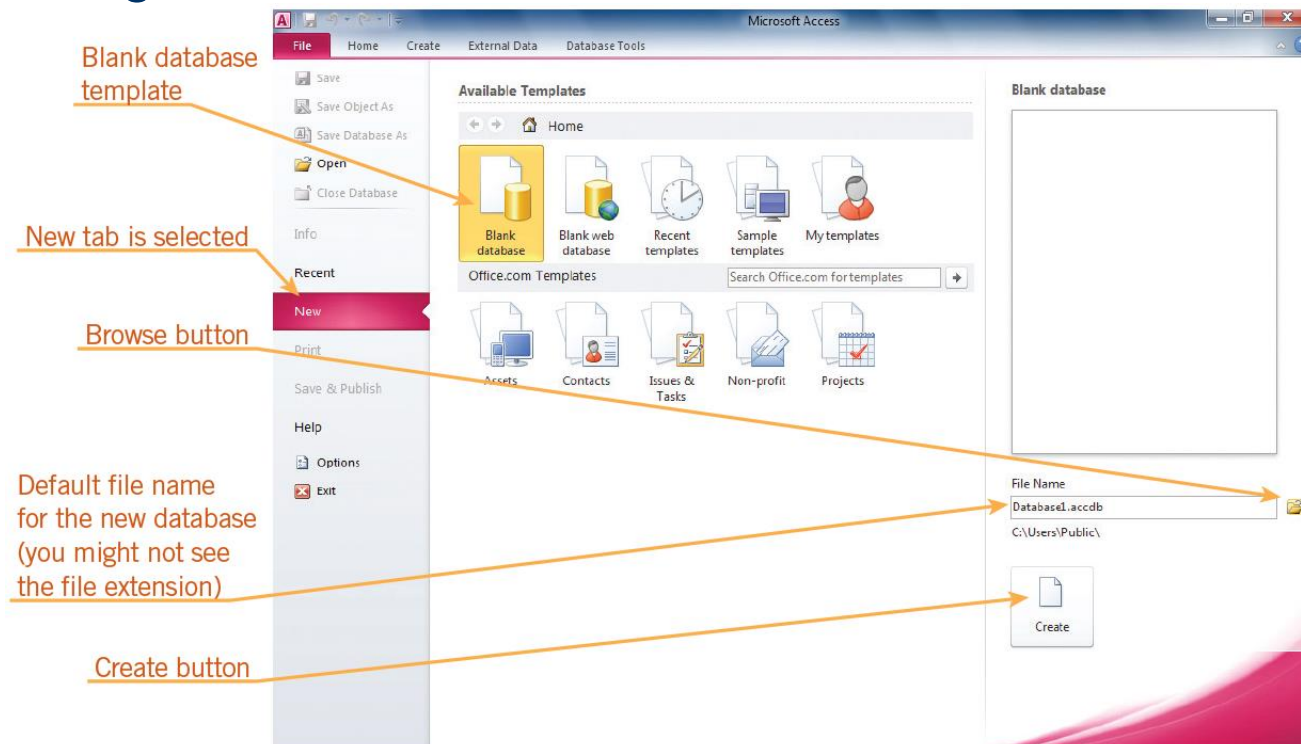 Microsoft Access
File Home Create External Data Database Tools
Blank database
template
New tab is selected
Browse button
Default file name
for the new database
(you might not see
the file extension)
Create button
Save
Save Object As
Save Database As
Open
Close Database
Info
Recent
New
Print
Save & Publish
Help
Options
Exit
Available Templates
Home
Blank
database
Blank web
database
Recent
templates
Sample
templates
My templates
Office.com Templates
Search Office.com for templates
Assets
Contacts
Issues &
Tasks
Non-profit
Projects
Blank database
File Name
Database1.accdb
C:\Users\Public\
Create